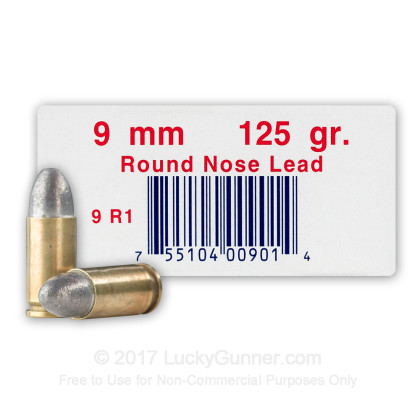 9 mm 125 gr.
Round Nose Lead
9 R1
7 55104 00901 4
© 2017 LuckyGunner.com
Free to Use for Non-Commercial Purposes Only